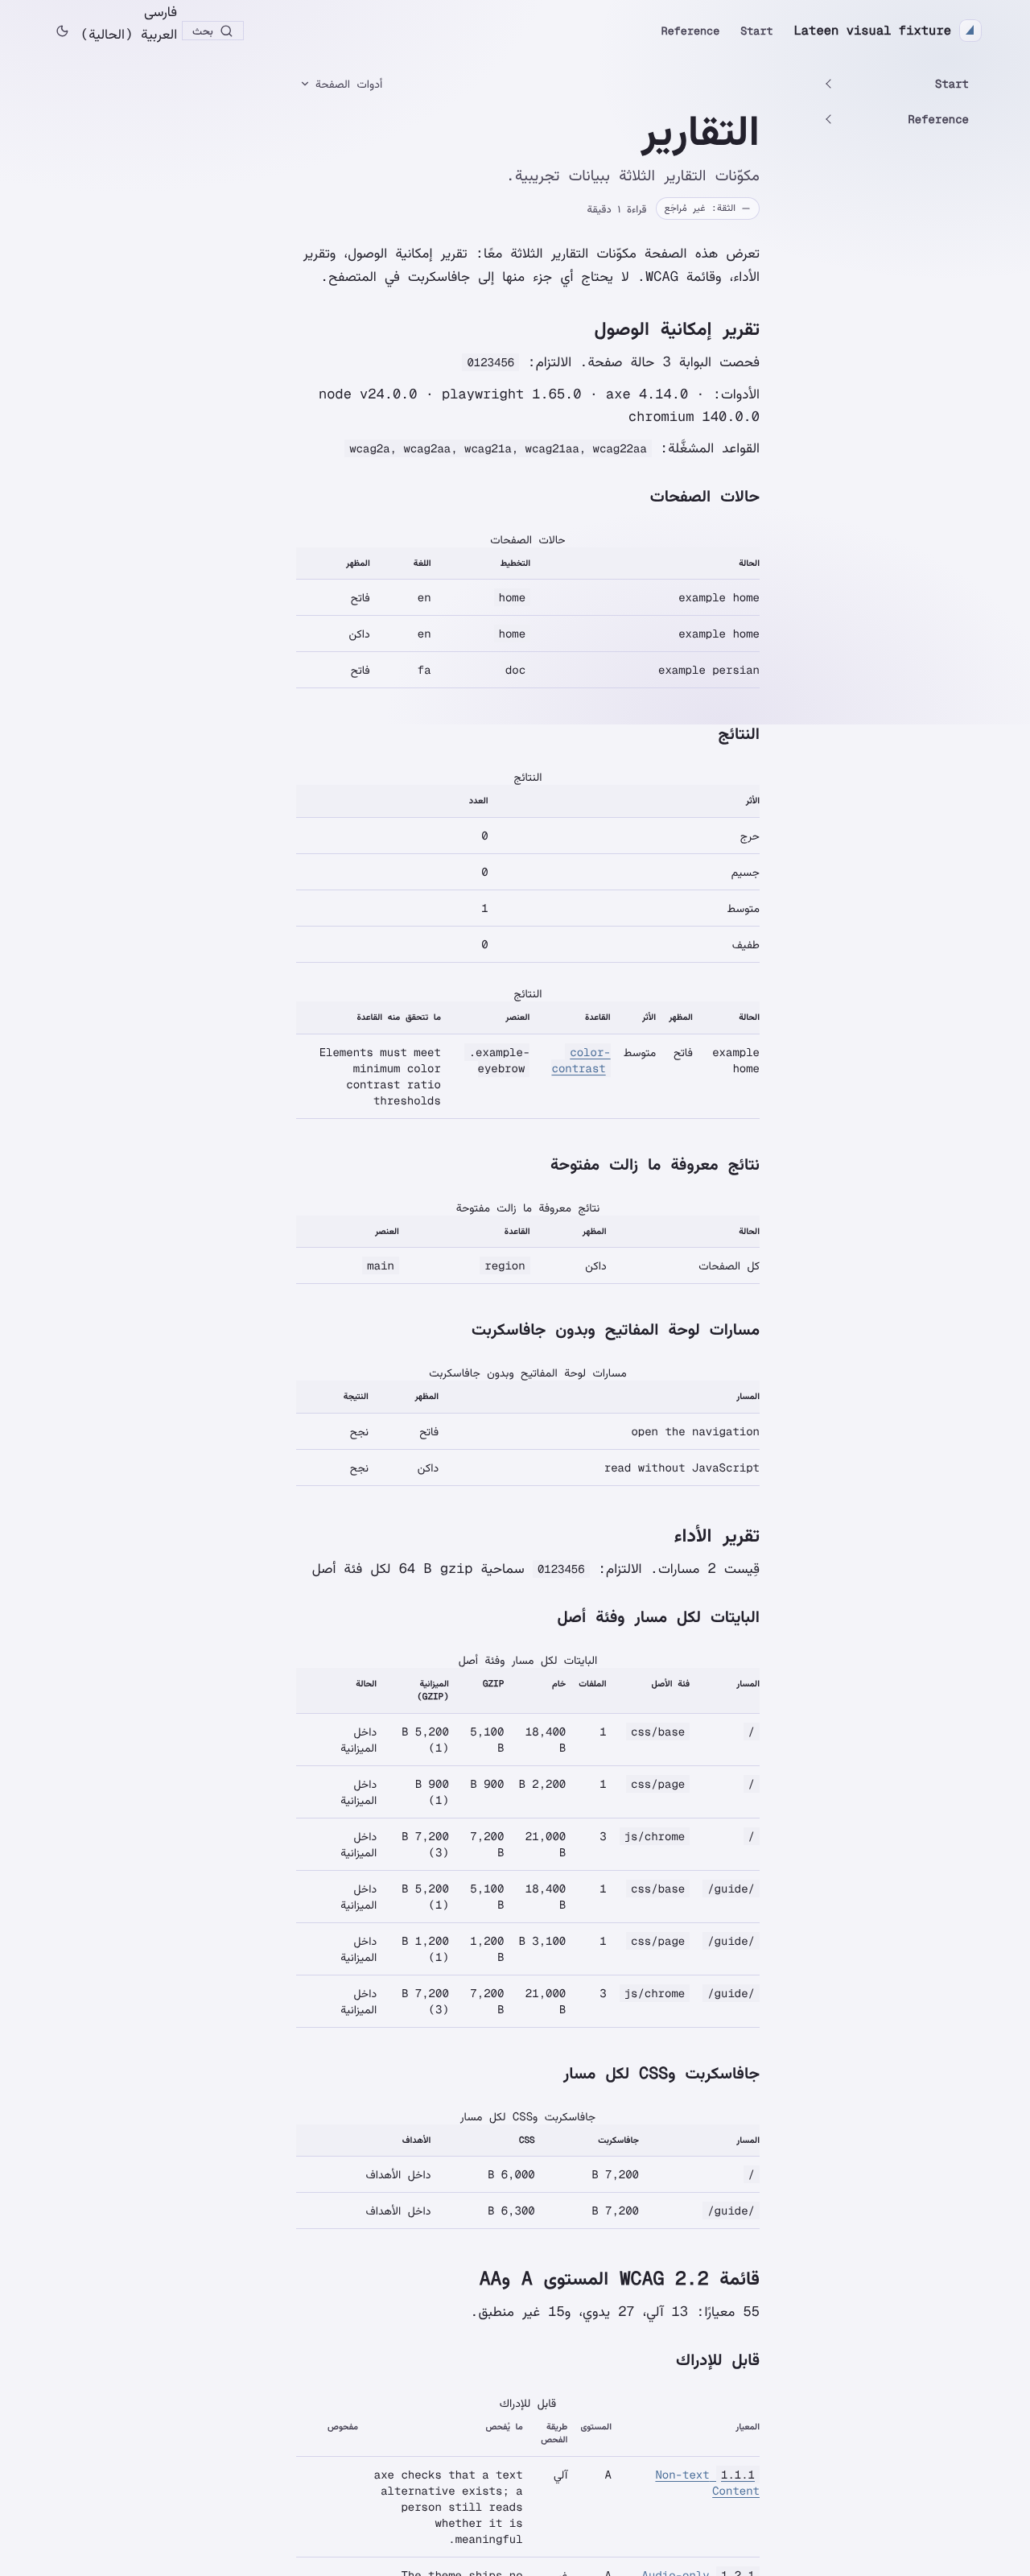 Lateen visual fixture
Start
Reference
بحث
فارسی
العربية (الحالية)
Start
Reference
أدوات الصفحة
التقارير
مكوّنات التقارير الثلاثة ببيانات تجريبية.
— الثقة: غير مُراجَع
قراءة ١ دقيقة
تعرض هذه الصفحة مكوّنات التقارير الثلاثة معًا: تقرير إمكانية الوصول، وتقرير
الأداء، وقائمة WCAG. لا يحتاج أي جزء منها إلى جافاسكربت في المتصفح.
تقرير إمكانية الوصول
فحصت البوابة 3 حالة صفحة. الالتزام: 0123456
الأدوات: node v24.0.0 · playwright 1.65.0 · axe 4.14.0 ·
chromium 140.0.0
القواعد المشغَّلة: wcag2a, wcag2aa, wcag21a, wcag21aa, wcag22aa
حالات الصفحات
حالات الصفحات
الحالة التخطيط اللغة المظهر
example home home en فاتح
example home home en داكن
example persian doc fa فاتح
النتائج
النتائج
الأثر العدد
حرج 0
جسيم 0
متوسط 1
طفيف 0
النتائج
الحالة المظهر الأثر القاعدة العنصر ما تتحقق منه القاعدة
example home فاتح متوسط color-contrast .example-eyebrow Elements must meet minimum color contrast ratio thresholds
نتائج معروفة ما زالت مفتوحة
نتائج معروفة ما زالت مفتوحة
الحالة المظهر القاعدة العنصر
كل الصفحات داكن region main
مسارات لوحة المفاتيح وبدون جافاسكربت
مسارات لوحة المفاتيح وبدون جافاسكربت
المسار المظهر النتيجة
open the navigation فاتح نجح
read without JavaScript داكن نجح
تقرير الأداء
قِيست 2 مسارات. الالتزام: 0123456 سماحية 64 B gzip لكل فئة أصل
البايتات لكل مسار وفئة أصل
البايتات لكل مسار وفئة أصل
المسار فئة الأصل الملفات خام GZIP الميزانية (GZIP) الحالة
/ css/base 1 18,400 B 5,100 B 5,200 B (1) داخل الميزانية
/ css/page 1 2,200 B 900 B 900 B (1) داخل الميزانية
/ js/chrome 3 21,000 B 7,200 B 7,200 B (3) داخل الميزانية
/guide/ css/base 1 18,400 B 5,100 B 5,200 B (1) داخل الميزانية
/guide/ css/page 1 3,100 B 1,200 B 1,200 B (1) داخل الميزانية
/guide/ js/chrome 3 21,000 B 7,200 B 7,200 B (3) داخل الميزانية
جافاسكربت وCSS لكل مسار
جافاسكربت وCSS لكل مسار
المسار جافاسكربت CSS الأهداف
/ 7,200 B 6,000 B داخل الأهداف
/guide/ 7,200 B 6,300 B داخل الأهداف
قائمة WCAG 2.2 المستوى A وAA
55 معيارًا: 13 آلي، 27 يدوي، و15 غير منطبق.
قابل للإدراك
قابل للإدراك
المعيار المستوى طريقة الفحص ما يُفحص مفحوص
1.1.1 Non-text Content A آلي axe checks that a text alternative exists; a person still reads whether it is meaningful.
1.2.1 Audio-only A The theme ships no